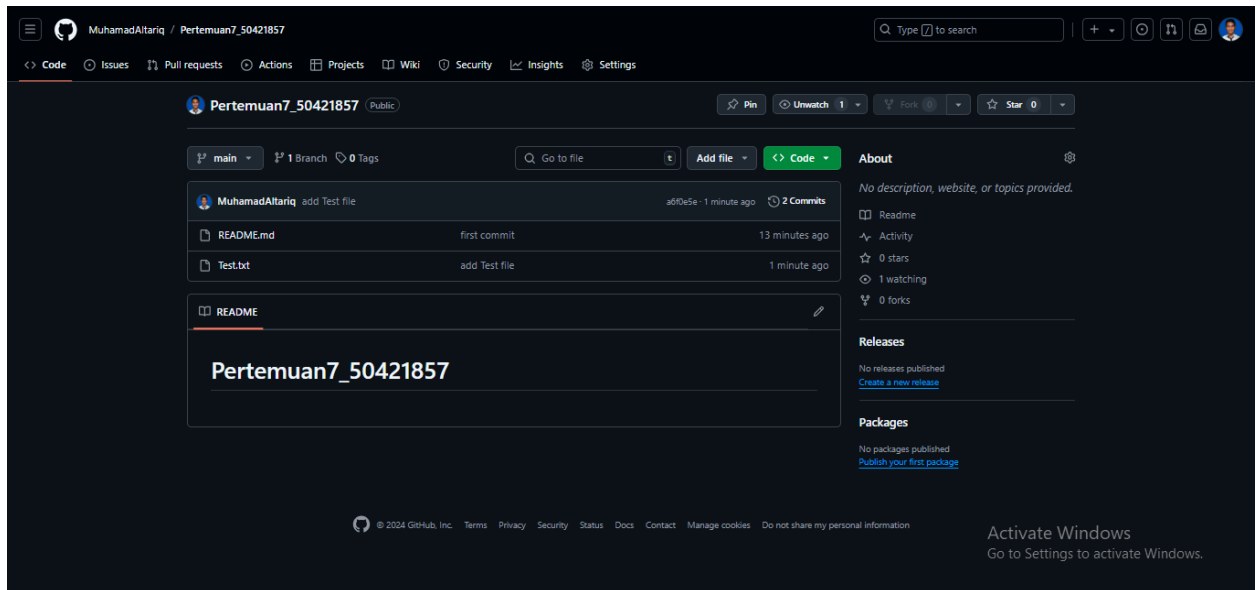 MuhamadAltariq / Pertemuan7_50421857
Type / to search
Code Issues Pull requests Actions Projects Wiki Security Insights Settings
Pertemuan7_50421857 Public
Pin Unwatch 1 Fork 0 Star 0
main 1 Branch 0 Tags
Go to file t
Add file
Code
MuhamadAltariq add Test file a6f0e5e · 1 minute ago 2 Commits
README.md first commit 13 minutes ago
Test.txt add Test file 1 minute ago
README
Pertemuan7_50421857
About
No description, website, or topics provided.
Readme
Activity
0 stars
1 watching
0 forks
Releases
No releases published
Create a new release
Packages
No packages published
Publish your first package
© 2024 GitHub, Inc. Terms Privacy Security Status Docs Contact Manage cookies Do not share my personal information
Activate Windows
Go to Settings to activate Windows.